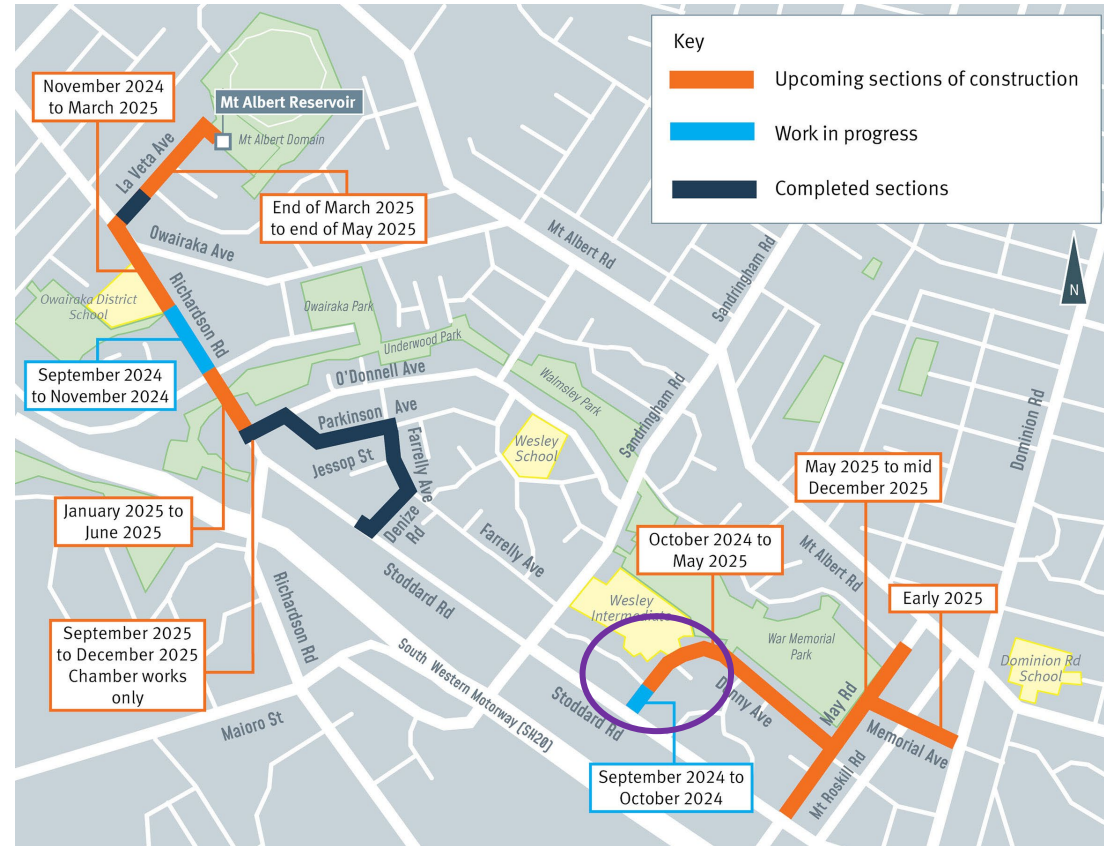 Key
Upcoming sections of construction
Work in progress
Completed sections
November 2024
to March 2025
Mt Albert Reservoir
Mt Albert Domain
La Veta Ave
End of March 2025
to end of May 2025
Owairaka Ave
Mt Albert Rd
Sandringham Rd
N
Owairaka District
School
Richardson Rd
Owairaka Park
Underwood Park
September 2024
to November 2024
O'Donnell Ave
Walmsley Park
Sandringham Rd
Dominion Rd
Parkinson Ave
Jessop St
Farrelly Ave
Wesley
School
Denize
Rd
January 2025 to
June 2025
Farrelly Ave
May 2025 to mid
December 2025
October 2024 to
May 2025
Mt Albert Rd
Stoddard Rd
Richardson Rd
Wesley
Intermediate
Early 2025
September 2025
to December 2025
Chamber works
only
War Memorial
Park
Dominion Rd
School
South Western Motorway [SH20]
Stoddard Rd
Denny Ave
May Rd
Memorial Ave
Maioro St
Mt Roskill Rd
September 2024 to
October 2024